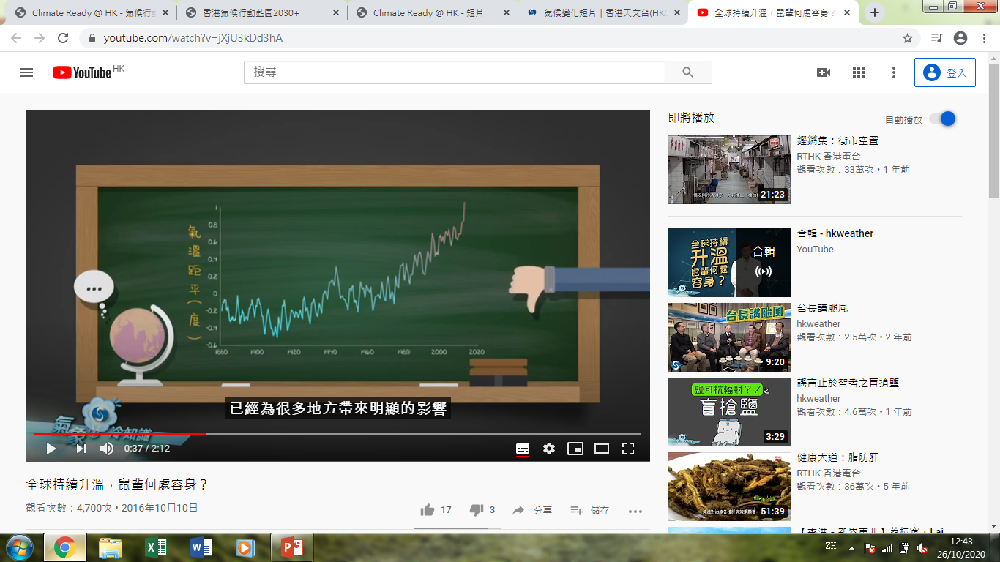 Climate Ready @ HK - 氣候行動
香港氣候行動藍圖2030+
Climate Ready @ HK - 短片
氣候變化短片 | 香港天文台(HKO
全球持續升溫，鼠輩何處容身？
youtube.com/watch?v=jXjU3kDd3hA
YouTube HK
搜尋
登入
氣溫距平(度)
1
0.8
0.6
0.4
0.2
0
-0.2
-0.4
-0.6
1880 1900 1920 1940 1960 1980 2000 2020
已經為很多地方帶來明顯的影響
氣象冷知識
0:37 / 2:12
全球持續升溫，鼠輩何處容身？
觀看次數：4,700次 • 2016年10月10日
17
3
分享
儲存
即將播放
自動播放
21:23
鏗鏘集：街市空置
RTHK 香港電台
觀看次數：33萬次 • 1 年前
全球持續
升溫
鼠輩何處
容身？
合輯
合輯 - hkweather
YouTube
台長講颱風
9:20
台長講颱風
hkweather
觀看次數：2.5萬次 • 2 年前
鹽可抗輻射？！之
盲搶鹽
3:29
謠言止於智者之盲搶鹽
hkweather
觀看次數：4.6萬次 • 1 年前
51:39
健康大道：脂肪肝
RTHK 香港電台
觀看次數：36萬次 • 5 年前
ZH
12:43
26/10/2020